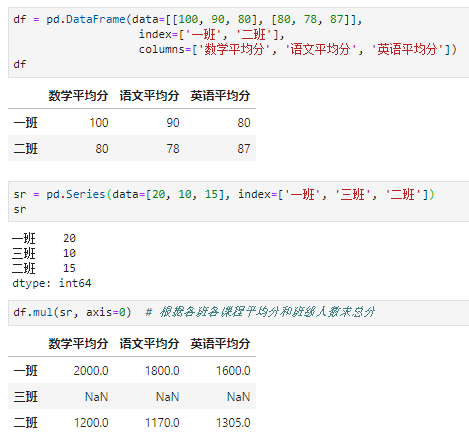 df = pd.DataFrame(data=[[100, 90, 80], [80, 78, 87]],
index=['一班', '二班'],
columns=['数学平均分', '语文平均分', '英语平均分'])
df
数学平均分 语文平均分 英语平均分
一班 100 90 80
二班 80 78 87
sr = pd.Series(data=[20, 10, 15], index=['一班', '三班', '二班'])
sr
一班 20
三班 10
二班 15
dtype: int64
df.mul(sr, axis=0) # 根据各班各课程平均分和班级人数求总分
数学平均分 语文平均分 英语平均分
一班 2000.0 1800.0 1600.0
三班 NaN NaN NaN
二班 1200.0 1170.0 1305.0